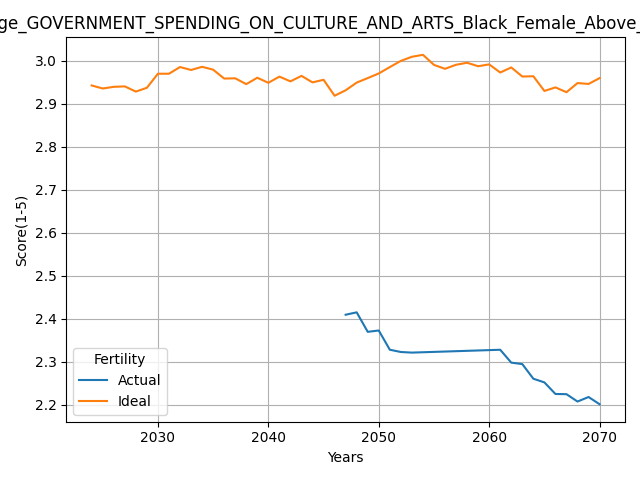 ge_GOVERNMENT_SPENDING_ON_CULTURE_AND_ARTS_Black_Female_Above_
3.0
2.9
2.8
2.7
2.6
2.5
2.4
2.3
2.2
Score(1-5)
Fertility
Actual
Ideal
2030
2040
2050
2060
2070
Years